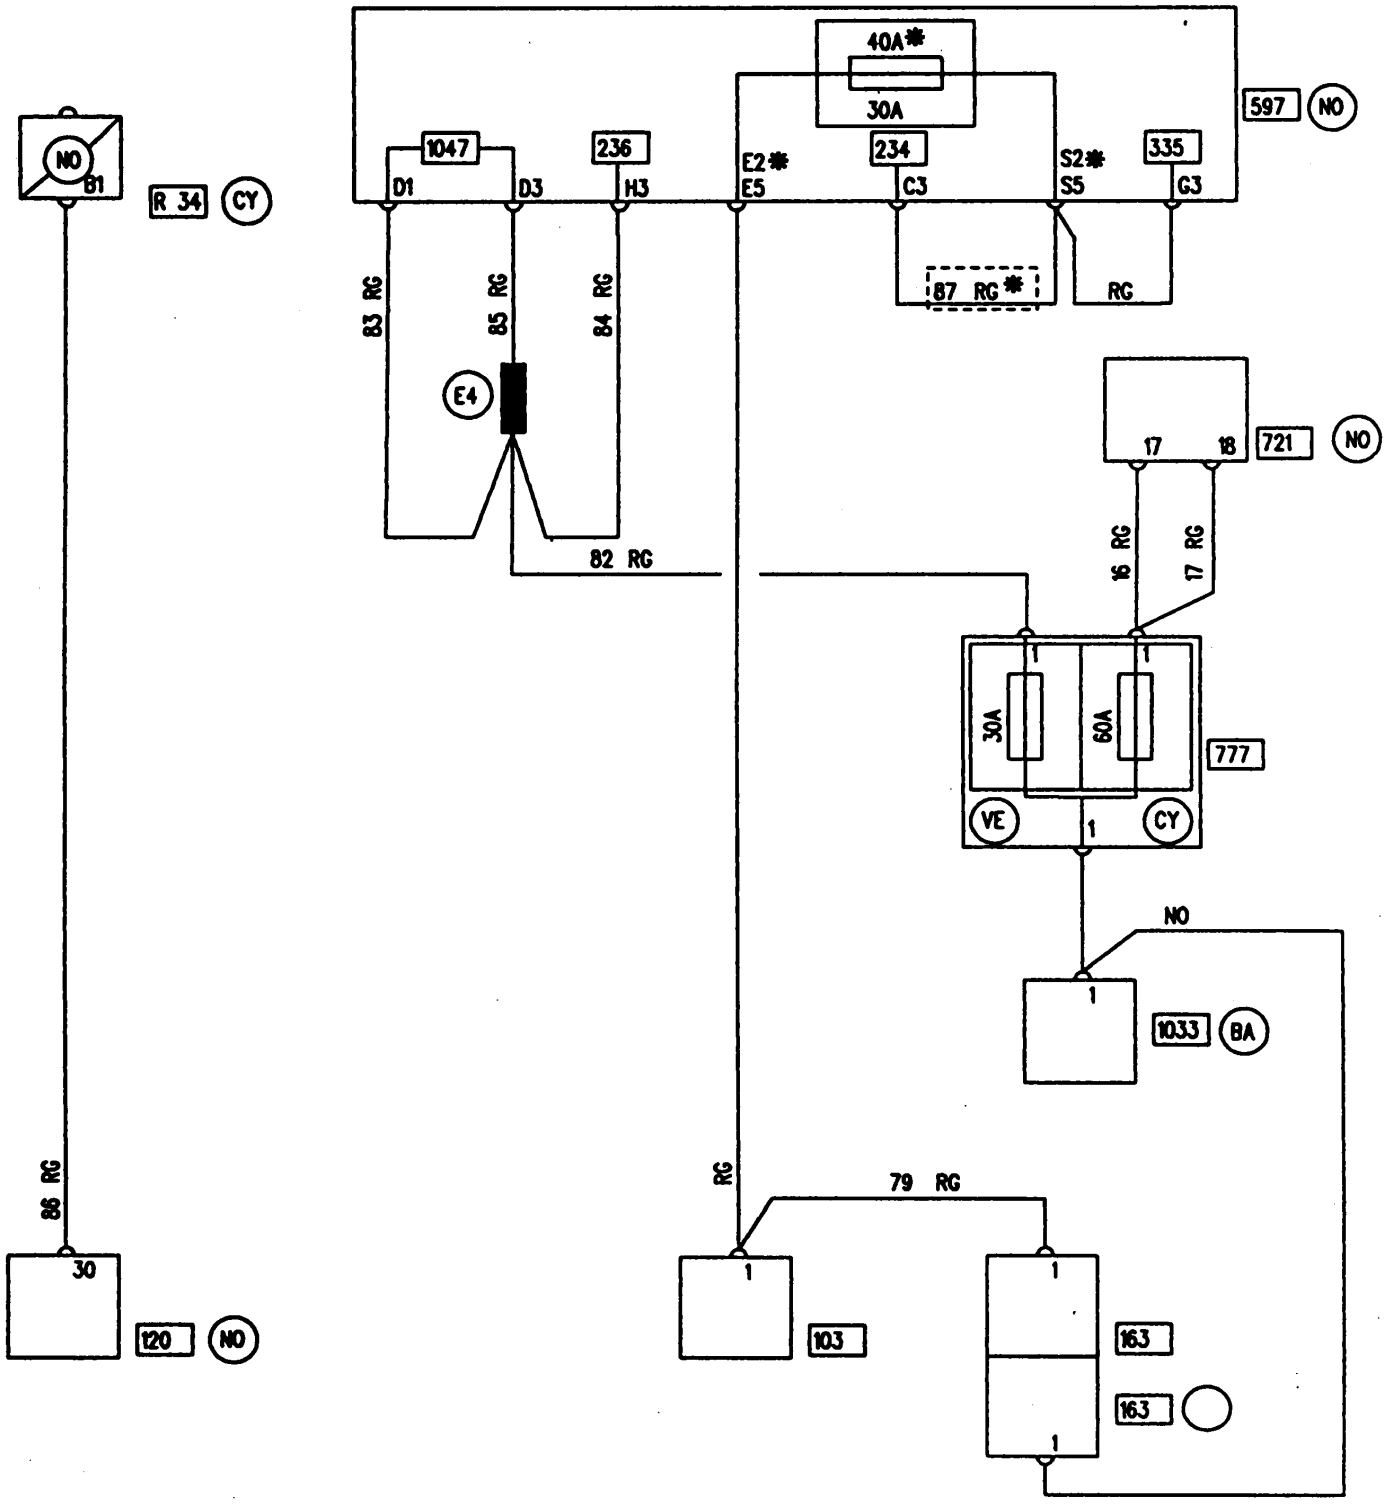 40A*
30A
597 NO
NO
B1
R 34 CY
1047
236
234
335
E2*
S2*
D1
D3
H3
E5
C3
S5
G3
83 RG
85 RG
84 RG
87 RG*
RG
E4
17
18
721 NO
82 RG
16 RG
17 RG
1
1
30A
60A
777
VE
1
CY
NO
1
1033 BA
86 RG
RG
79 RG
30
1
1
120 NO
103
163
163
1